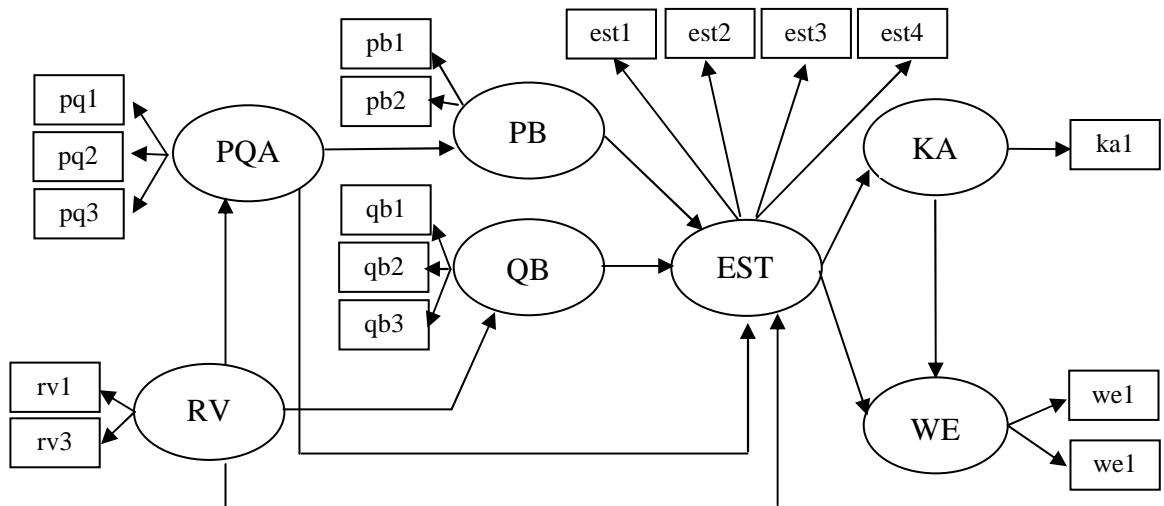 est1
est2
est3
est4
pb1
pb2
pq1
pq2
pq3
PQA
PB
KA
ka1
qb1
qb2
qb3
QB
EST
rv1
rv3
RV
WE
we1
we1